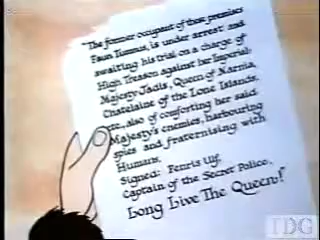 "The former occupant of these premises
Faun Tumnus, is under arrest and
awaiting his trial on a charge of
High Treason against her Imperial
Majesty Jadis, Queen of Narnia,
Chatelaine of the Lone Islands,
etc., also of comforting her said
Majesty's enemies, harbouring
spies and fraternising with
Humans.
Signed: Fenris Ulf,
Captain of the Secret Police,
Long Live The Queen!"
TDG